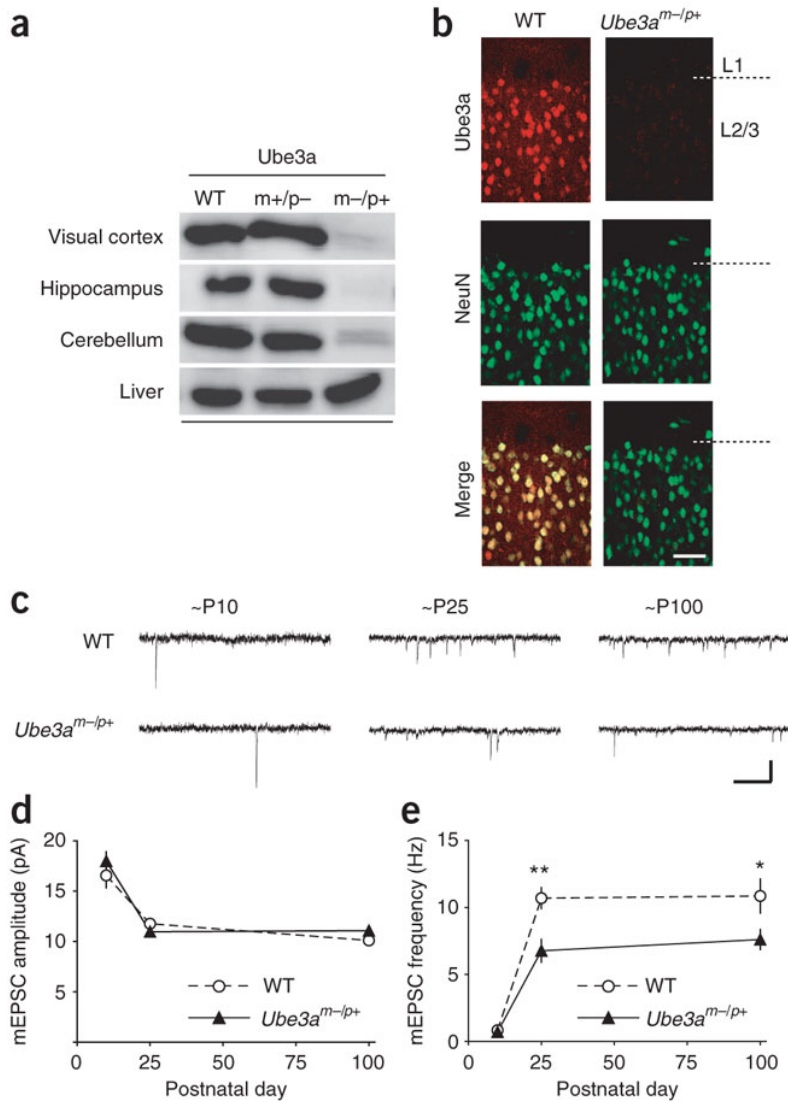 a
Ube3a
WT m+/p– m–/p+
Visual cortex
Hippocampus
Cerebellum
Liver
b
WT Ube3a m–/p+
Ube3a
L1
L2/3
NeuN
Merge
c
~P10 ~P25 ~P100
WT
Ube3a m–/p+
d
mEPSC amplitude (pA)
20
15
10
5
0
WT
Ube3a m–/p+
0 25 50 75 100
Postnatal day
e
mEPSC frequency (Hz)
15
10
5
0
** *
WT
Ube3a m–/p+
0 25 50 75 100
Postnatal day